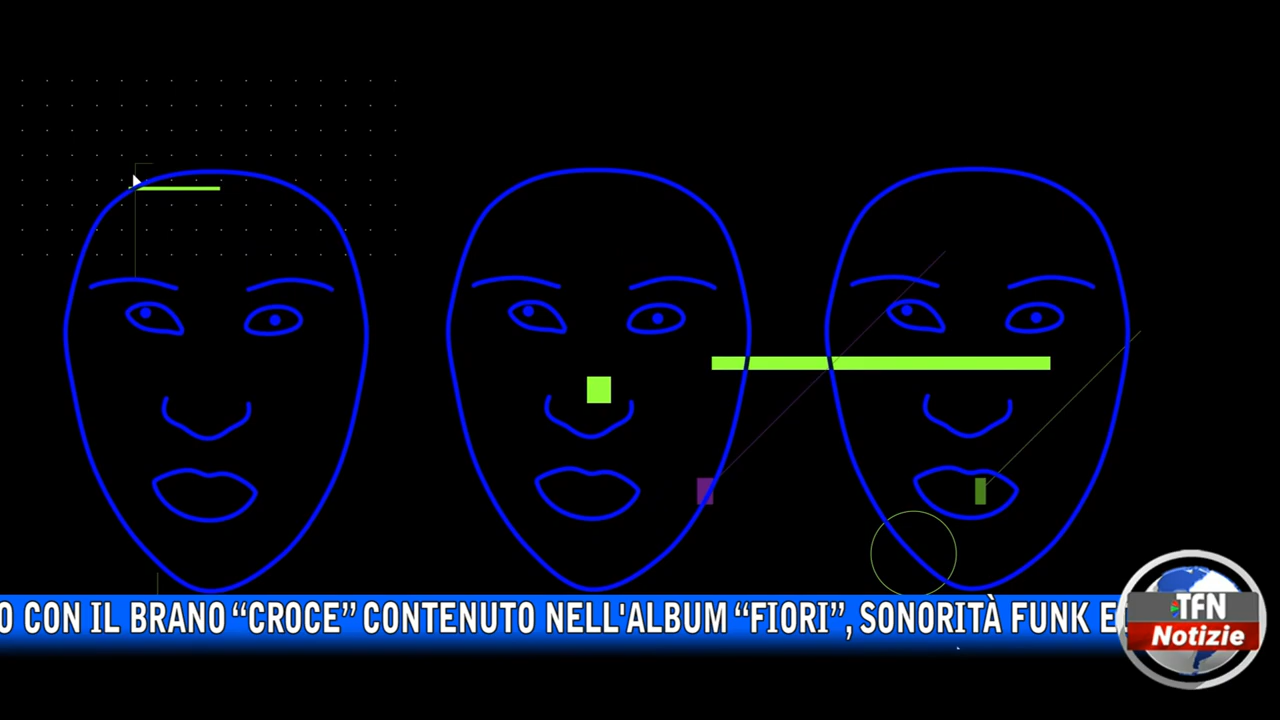 O CON IL BRANO “CROCE” CONTENUTO NELL'ALBUM “FIORI”, SONORITÀ FUNK E
TFN
Notizie